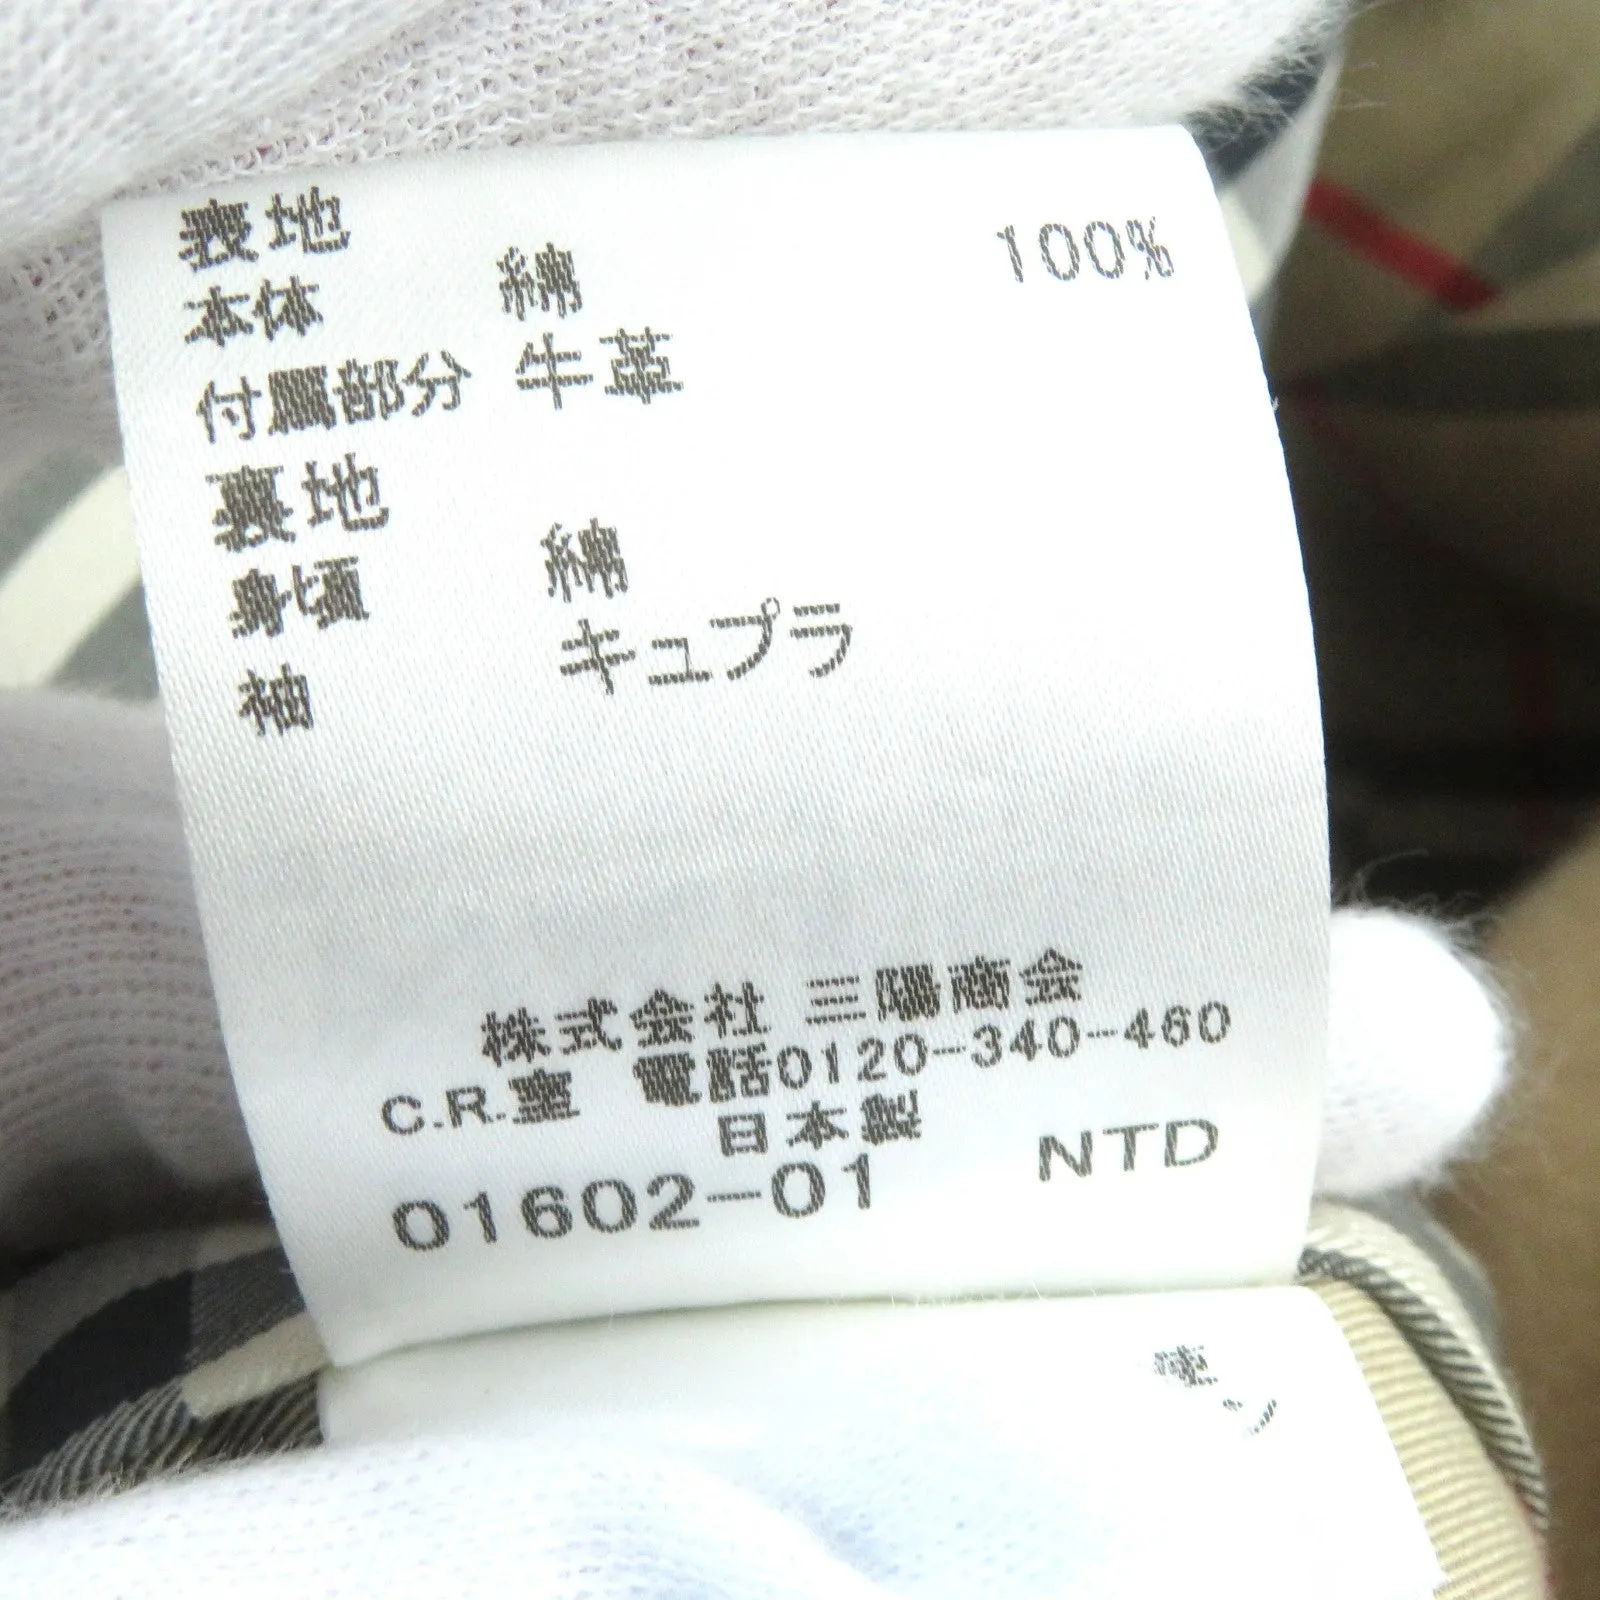 表地
本体 綿 100%
付属部分 牛革
裏地
身頃 綿
袖 キュプラ
株式会社 三陽商会
C.R.室 電話0120-340-460
日本製
01602-01 NTD